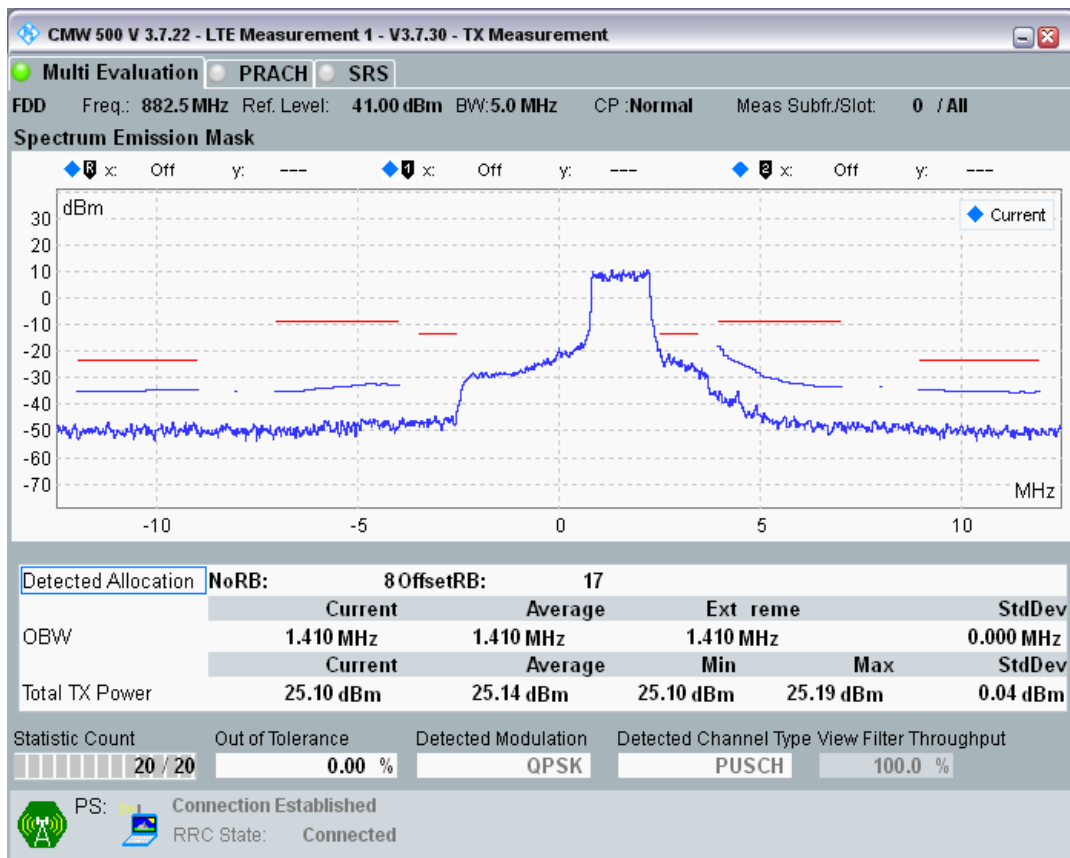 CMW 500 V 3.7.22 - LTE Measurement 1 - V3.7.30 - TX Measurement
Multi Evaluation PRACH SRS
FDD Freq.: 882.5 MHz Ref. Level: 41.00 dBm BW:5.0 MHz CP :Normal Meas Subfr./Slot: 0 / All
Spectrum Emission Mask
R x: Off y: --- 1 x: Off y: --- 2 x: Off y: ---
dBm
Current
30
20
10
0
-10
-20
-30
-40
-50
-60
-70
MHz
-10 -5 0 5 10
Detected Allocation NoRB: 8 OffsetRB: 17
Current Average Ext reme StdDev
OBW 1.410 MHz 1.410 MHz 1.410 MHz 0.000 MHz
Current Average Min Max StdDev
Total TX Power 25.10 dBm 25.14 dBm 25.10 dBm 25.19 dBm 0.04 dBm
Statistic Count Out of Tolerance Detected Modulation Detected Channel Type View Filter Throughput
20 / 20 0.00 % QPSK PUSCH 100.0 %
PS: Connection Established
RRC State: Connected